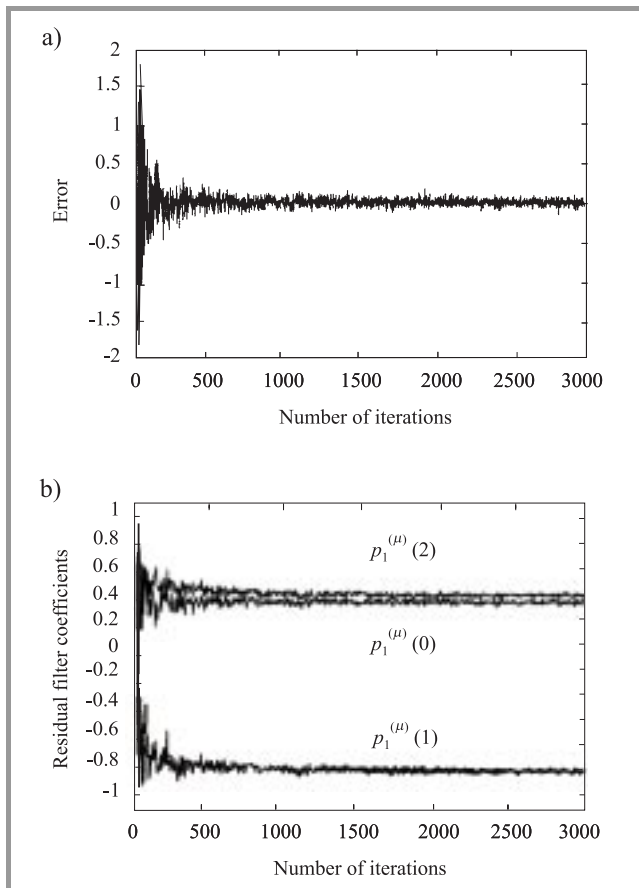 a)
2
1.5
1
0.5
0
-0.5
-1
-1.5
-2
Error
0 500 1000 1500 2000 2500 3000
Number of iterations
b)
1
0.8
0.6
0.4
0.2
0
-0.2
-0.4
-0.6
-0.8
-1
Residual filter coefficients
p₁⁽ᵘ⁾ (2)
p₁⁽ᵘ⁾ (0)
p₁⁽ᵘ⁾ (1)
0 500 1000 1500 2000 2500 3000
Number of iterations